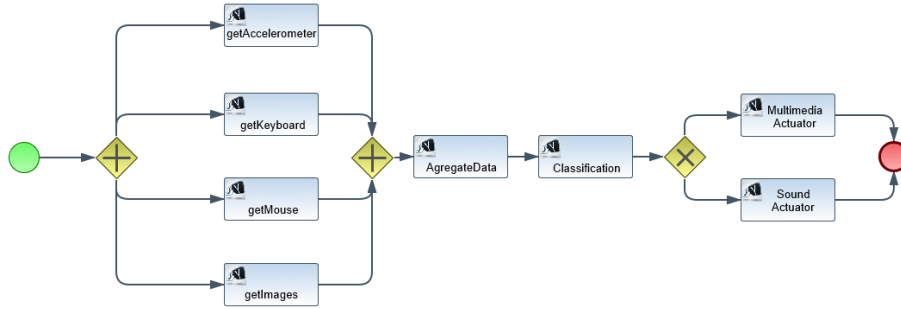 getAccelerometer
getKeyboard
getMouse
getImages
AgregateData
Classification
Multimedia
Actuator
Sound
Actuator